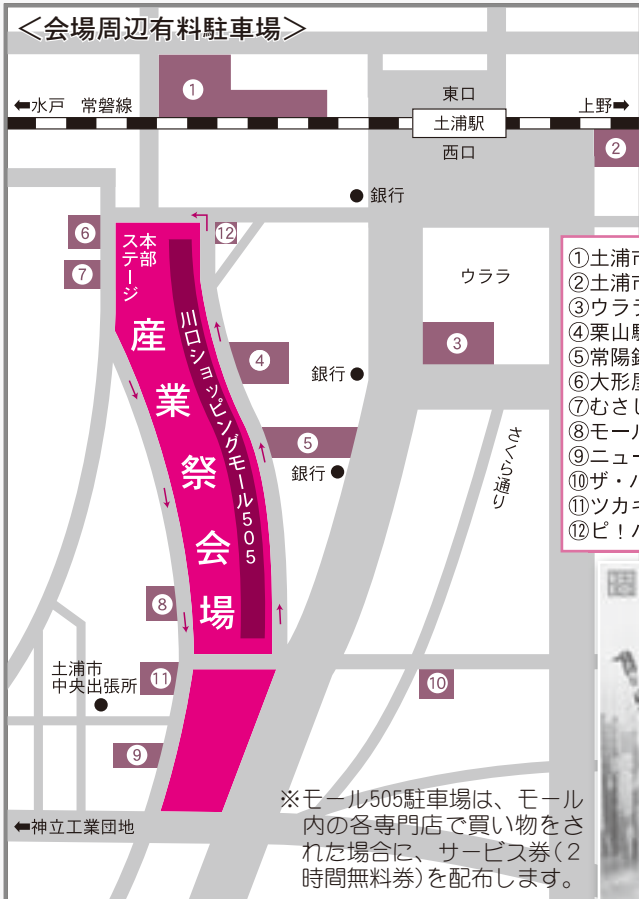 ＜会場周辺有料駐車場＞
①
⬅水戸　常磐線
東口
上野➡
土浦駅
西口
②
銀行
⑥
⑫
本部
ステージ
⑦
ウララ
③
④
銀行
川口ショッピングモール505
⑤
銀行
さくら通り
産業祭会場
⑧
土浦市
中央出張所
⑪
⑩
⑨
⬅神立工業団地
①土浦市
②土浦市
③ウララ
④栗山
⑤常陽
⑥大形
⑦むさし
⑧モール
⑨ニュー
⑩ザ・
⑪ツカ
⑫ピ！
※モール505駐車場は、モール
内の各専門店で買い物をさ
れた場合に、サービス券(２
時間無料券)を配布します。